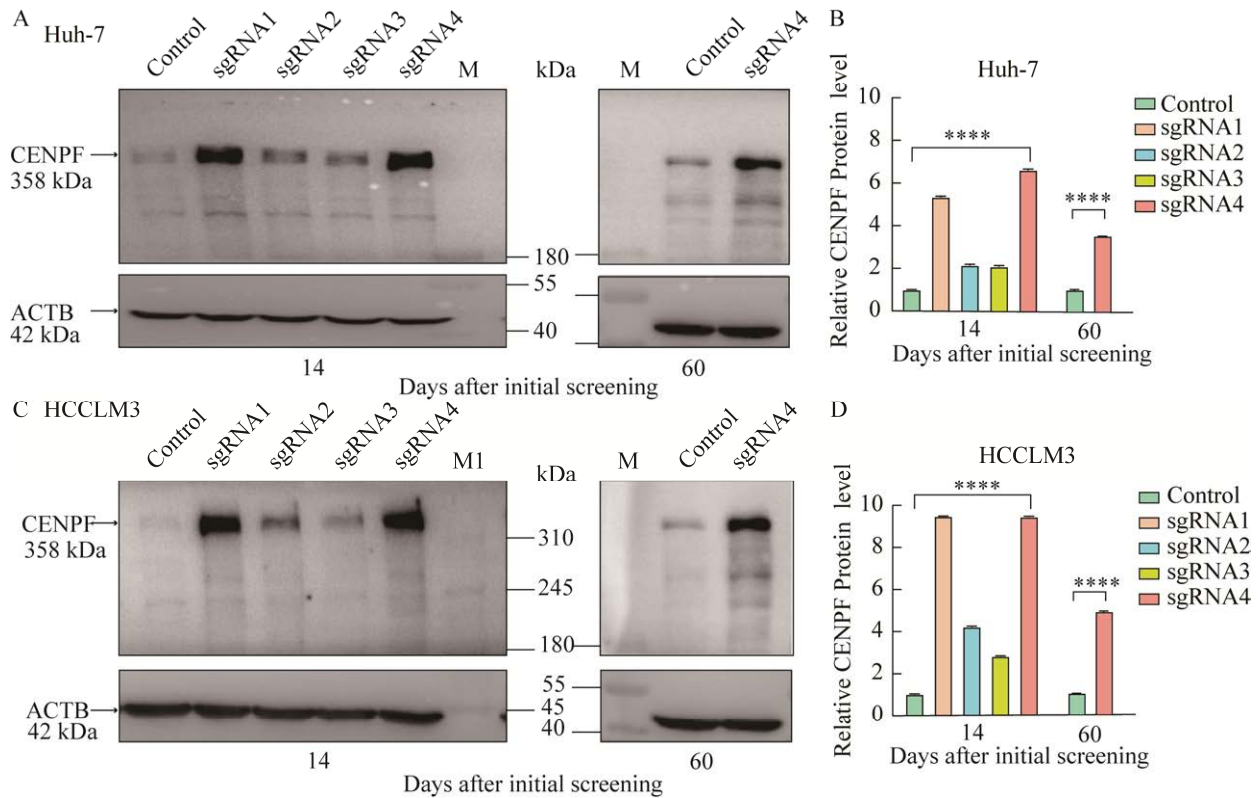 A
Huh-7
Control
sgRNA1
sgRNA2
sgRNA3
sgRNA4
M
kDa
M
Control
sgRNA4
CENPF
358 kDa
180
55
ACTB
42 kDa
40
14
60
Days after initial screening
B
Huh-7
Relative CENPF Protein level
10
8
6
4
2
0
****
****
14
60
Days after initial screening
Control
sgRNA1
sgRNA2
sgRNA3
sgRNA4
C
HCCLM3
Control
sgRNA1
sgRNA2
sgRNA3
sgRNA4
M1
kDa
M
Control
sgRNA4
CENPF
358 kDa
310
245
180
55
ACTB
45
42 kDa
40
14
60
Days after initial screening
D
HCCLM3
Relative CENPF Protein level
10
8
6
4
2
0
****
****
14
60
Days after initial screening
Control
sgRNA1
sgRNA2
sgRNA3
sgRNA4